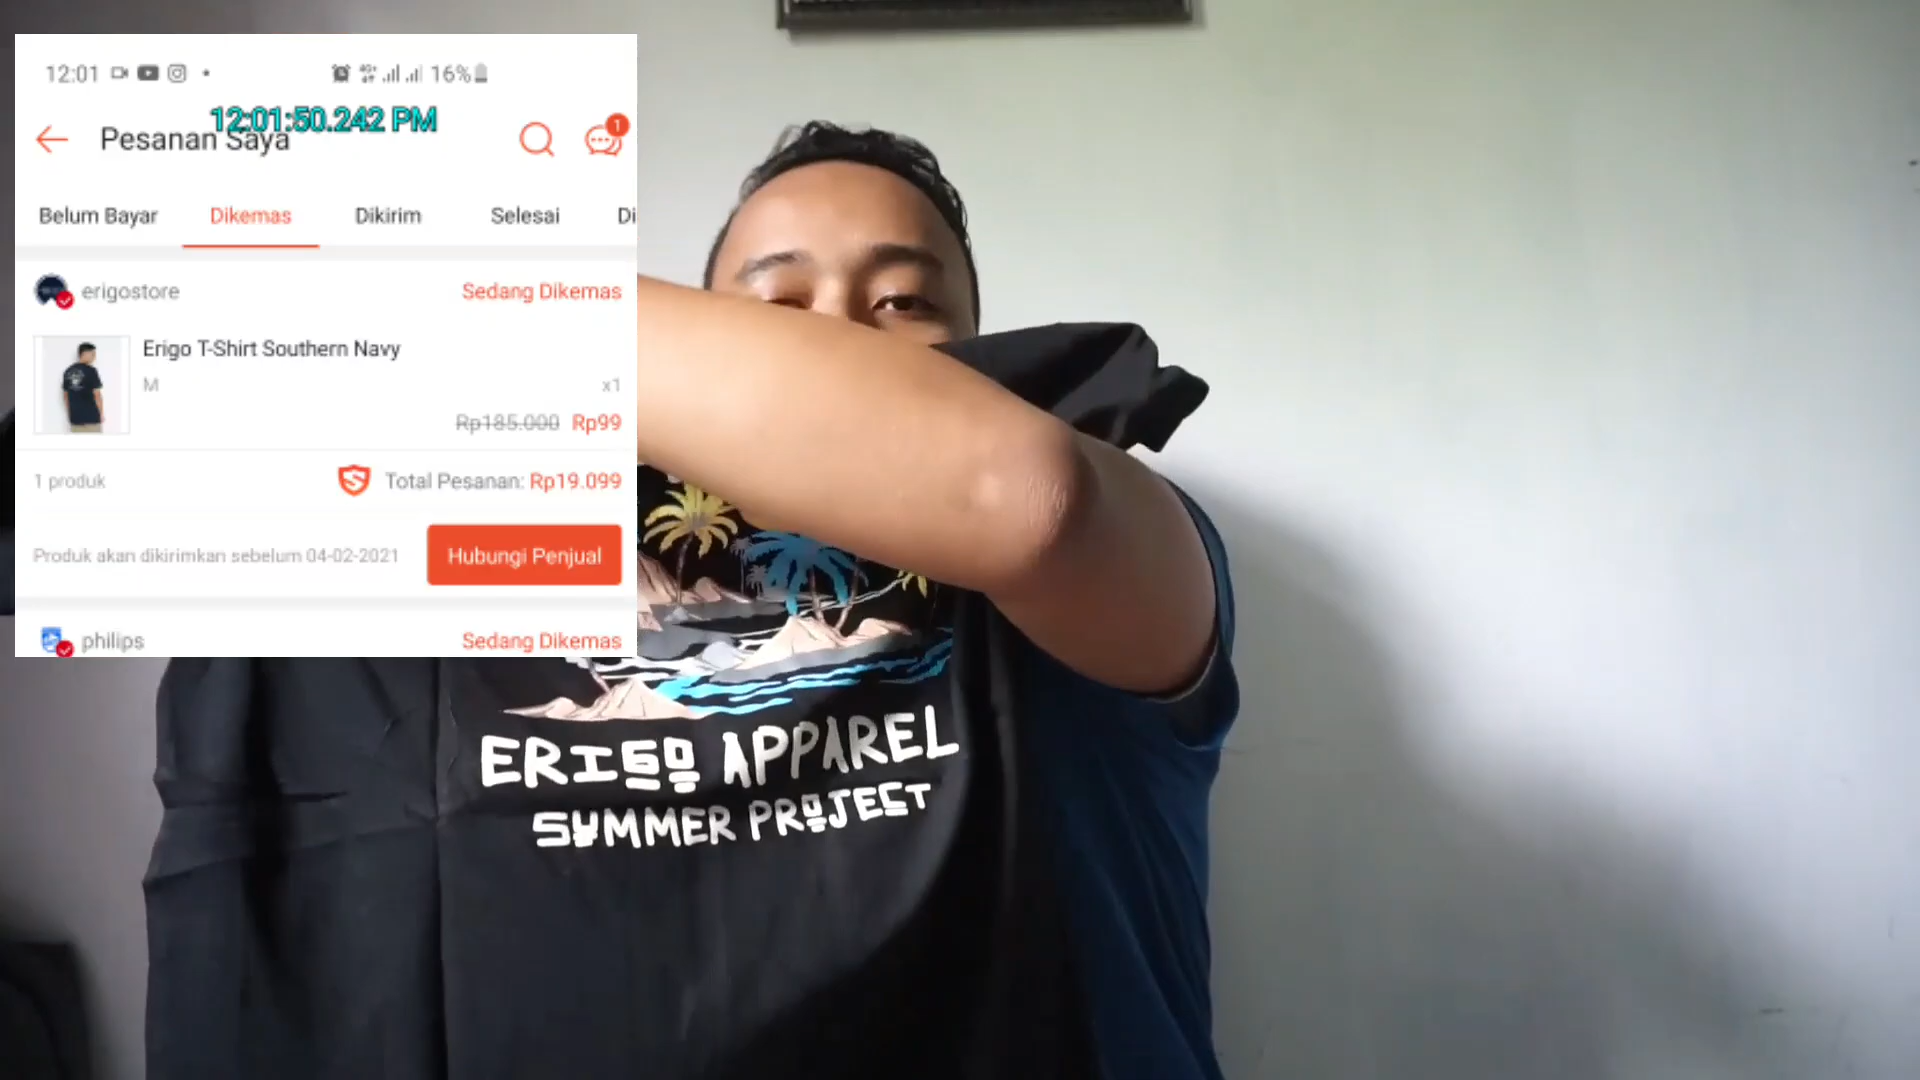 12:01
16%
12:01:50.242 PM
Pesanan Saya
1
Belum Bayar Dikemas Dikirim Selesai Di
erigostore Sedang Dikemas
Erigo T-Shirt Southern Navy
M x1
Rp185.000 Rp99
1 produk Total Pesanan: Rp19.099
Produk akan dikirimkan sebelum 04-02-2021 Hubungi Penjual
philips Sedang Dikemas
ERIGO APPAREL
SUMMER PROJECT